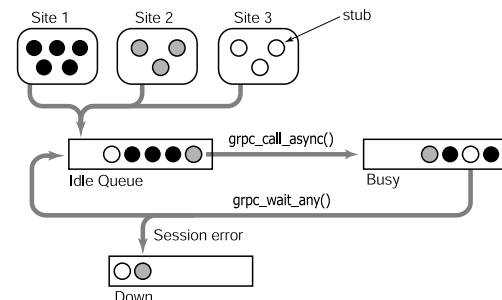 Site 1
Site 2
Site 3
stub
grpc_call_async()
Idle Queue
Busy
grpc_wait_any()
Session error
Down